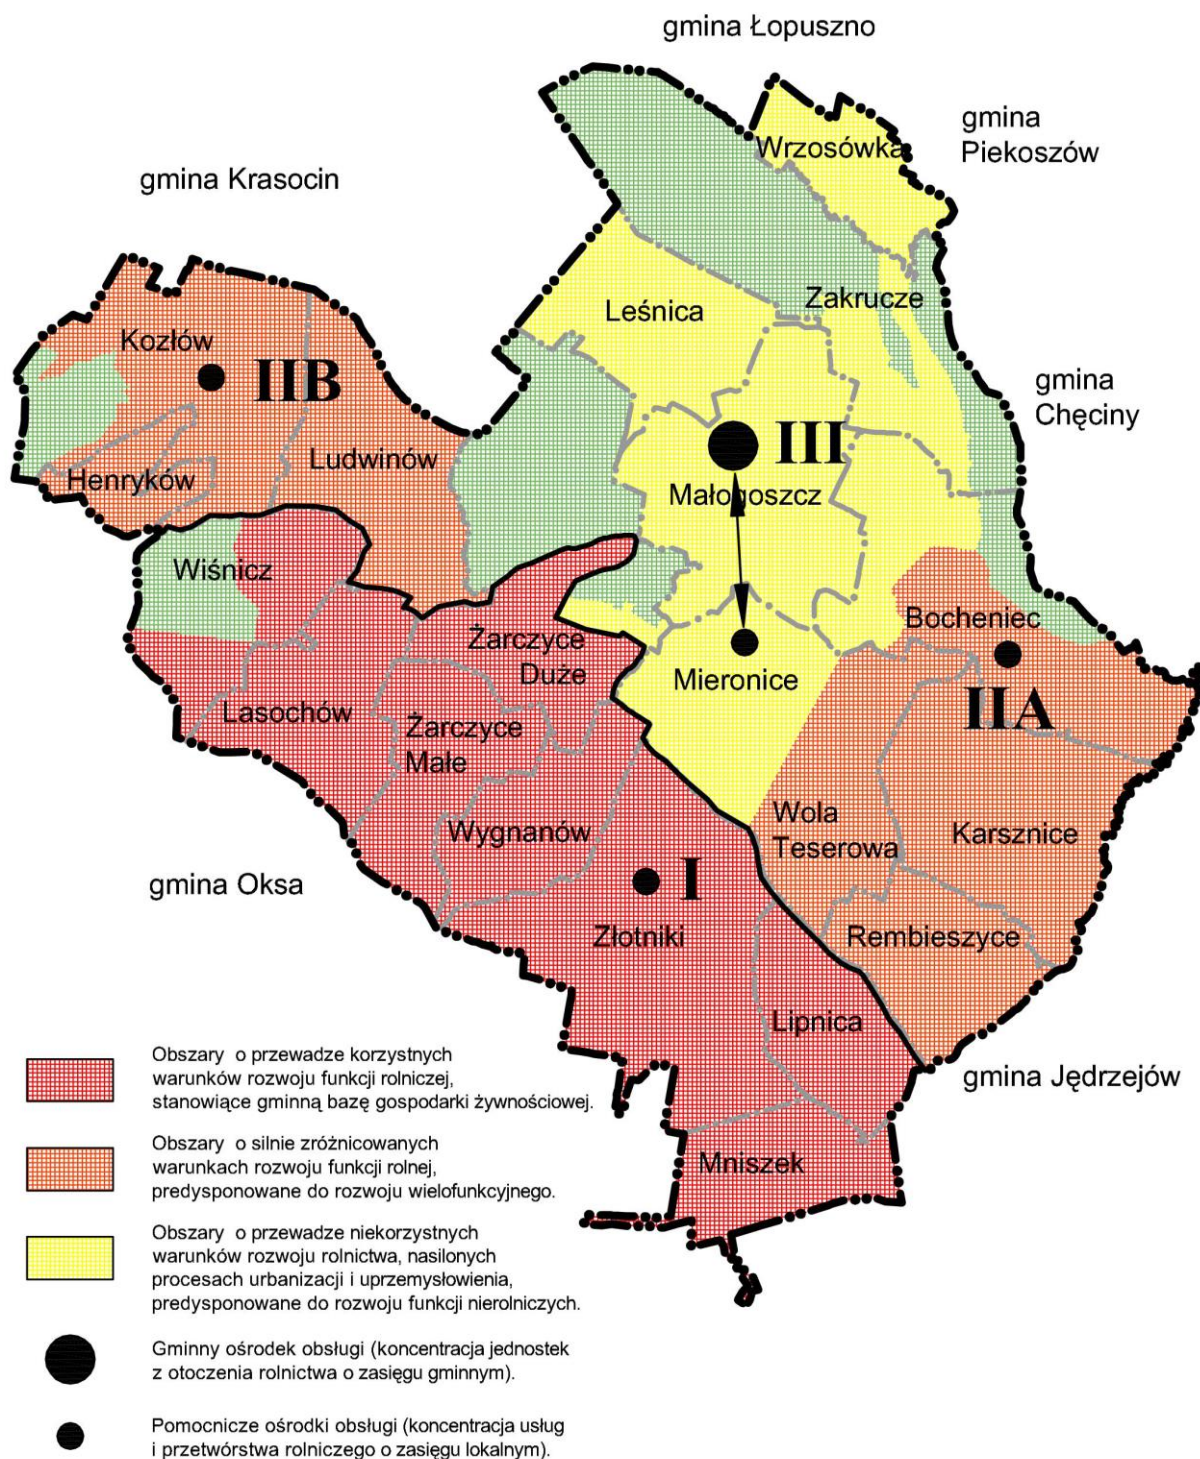 gmina Łopuszno
gmina
Piekoszów
Wrzosówka
gmina Krasocin
Leśnica
Zakrucze
Kozłów
IIB
gmina
Chęciny
Ludwinów
III
Henryków
Małogoszcz
Wiśnicz
Bocheniec
Żarczyce
Duże
Mieronice
IIA
Lasochów
Żarczyce
Małe
Wola
Teserowa
Wygnanów
Karsznice
gmina Oksa
I
Złotniki
Rembieszyce
Lipnica
gmina Jędrzejów
Mniszek
Obszary o przewadze korzystnych
warunków rozwoju funkcji rolniczej,
stanowiące gminną bazę gospodarki żywnościowej.
Obszary o silnie zróżnicowanych
warunkach rozwoju funkcji rolnej,
predysponowane do rozwoju wielofunkcyjnego.
Obszary o przewadze niekorzystnych
warunków rozwoju rolnictwa, nasilonych
procesach urbanizacji i uprzemysłowienia,
predysponowane do rozwoju funkcji nierolniczych.
Gminny ośrodek obsługi (koncentracja jednostek
z otoczenia rolnictwa o zasięgu gminnym).
Pomocnicze ośrodki obsługi (koncentracja usług
i przetwórstwa rolniczego o zasięgu lokalnym).